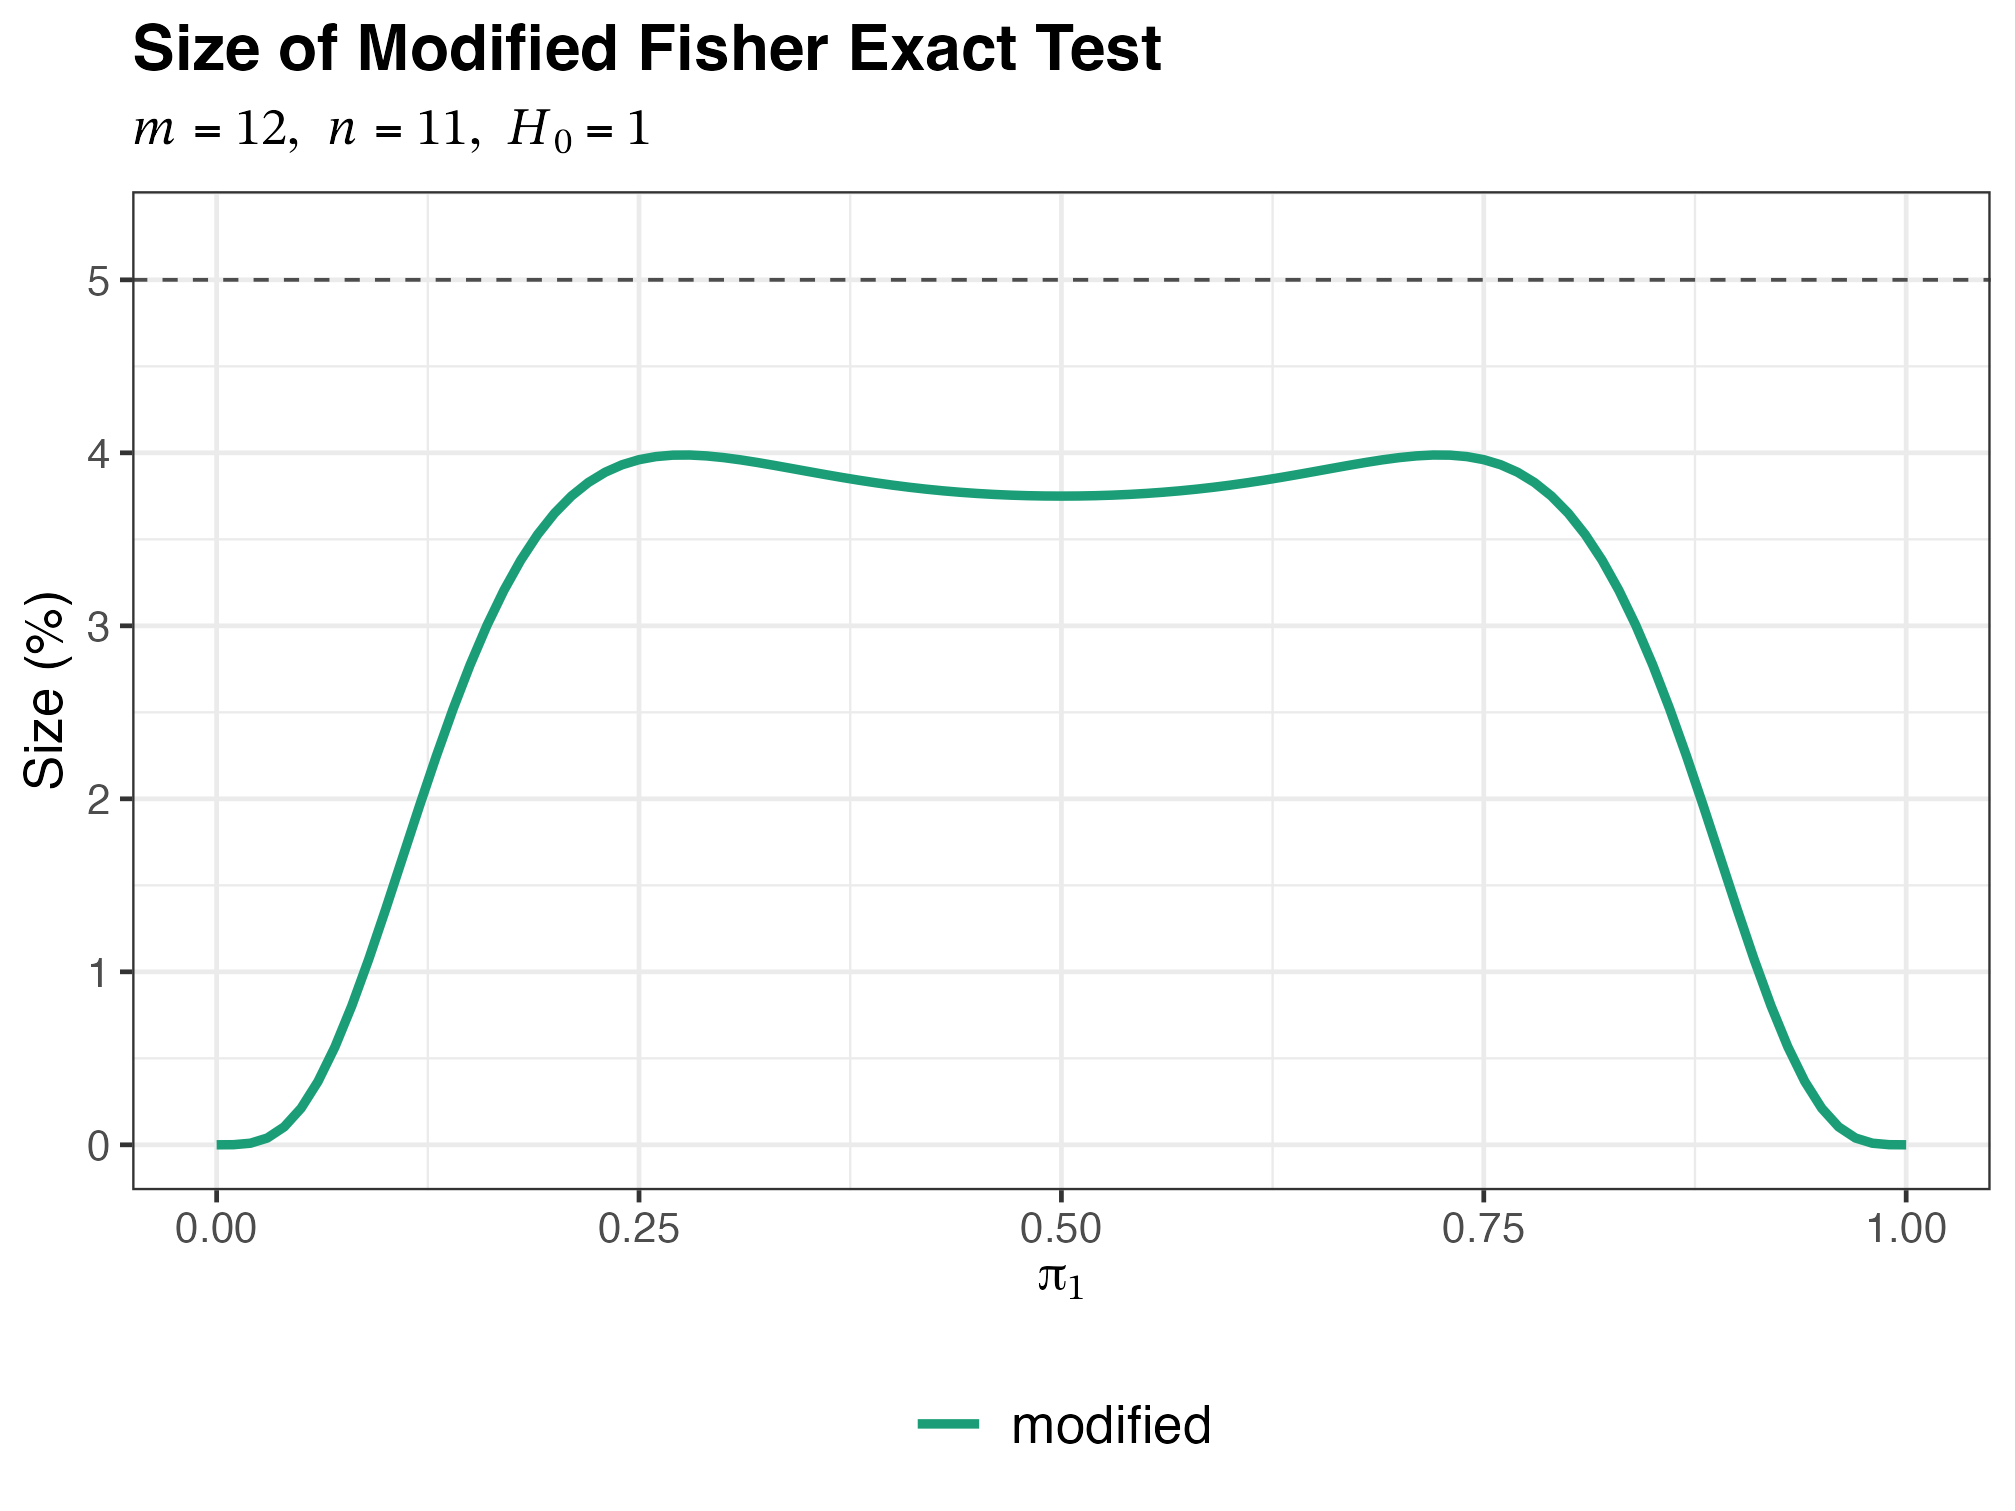 Size of Modified Fisher Exact Test
m = 12, n = 11, H₀ = 1
Size (%)
5
4
3
2
1
0
0.00 0.25 0.50 0.75 1.00
π₁
modified